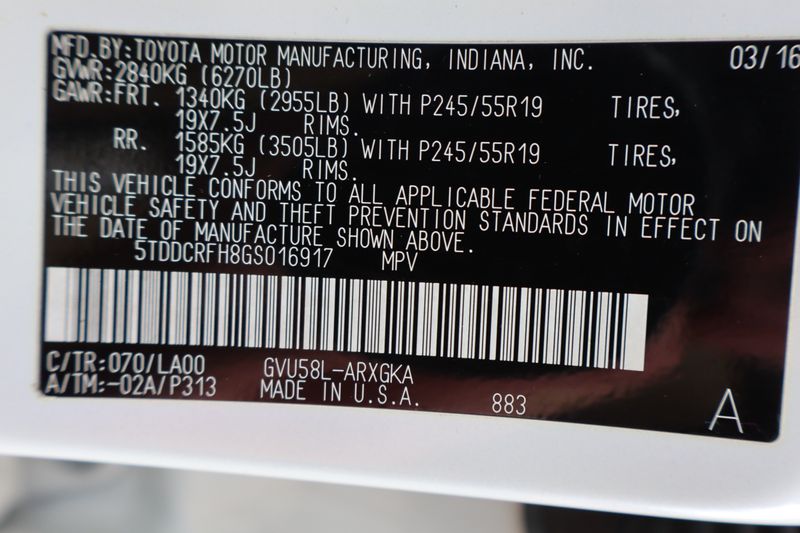 MFD.BY:TOYOTA MOTOR MANUFACTURING, INDIANA, INC. 03/16
GVWR:2840KG (6270LB)
GAWR:FRT. 1340KG (2955LB) WITH P245/55R19 TIRES,
19X7.5J RIMS.
RR. 1585KG (3505LB) WITH P245/55R19 TIRES,
19X7.5J RIMS.
THIS VEHICLE CONFORMS TO ALL APPLICABLE FEDERAL MOTOR
VEHICLE SAFETY AND THEFT PREVENTION STANDARDS IN EFFECT ON
THE DATE OF MANUFACTURE SHOWN ABOVE.
5TDDCRFH8GS016917 MPV
C/TR:070/LA00 GVU58L-ARXGKA
A/TM:-02A/P313 MADE IN U.S.A. 883
A